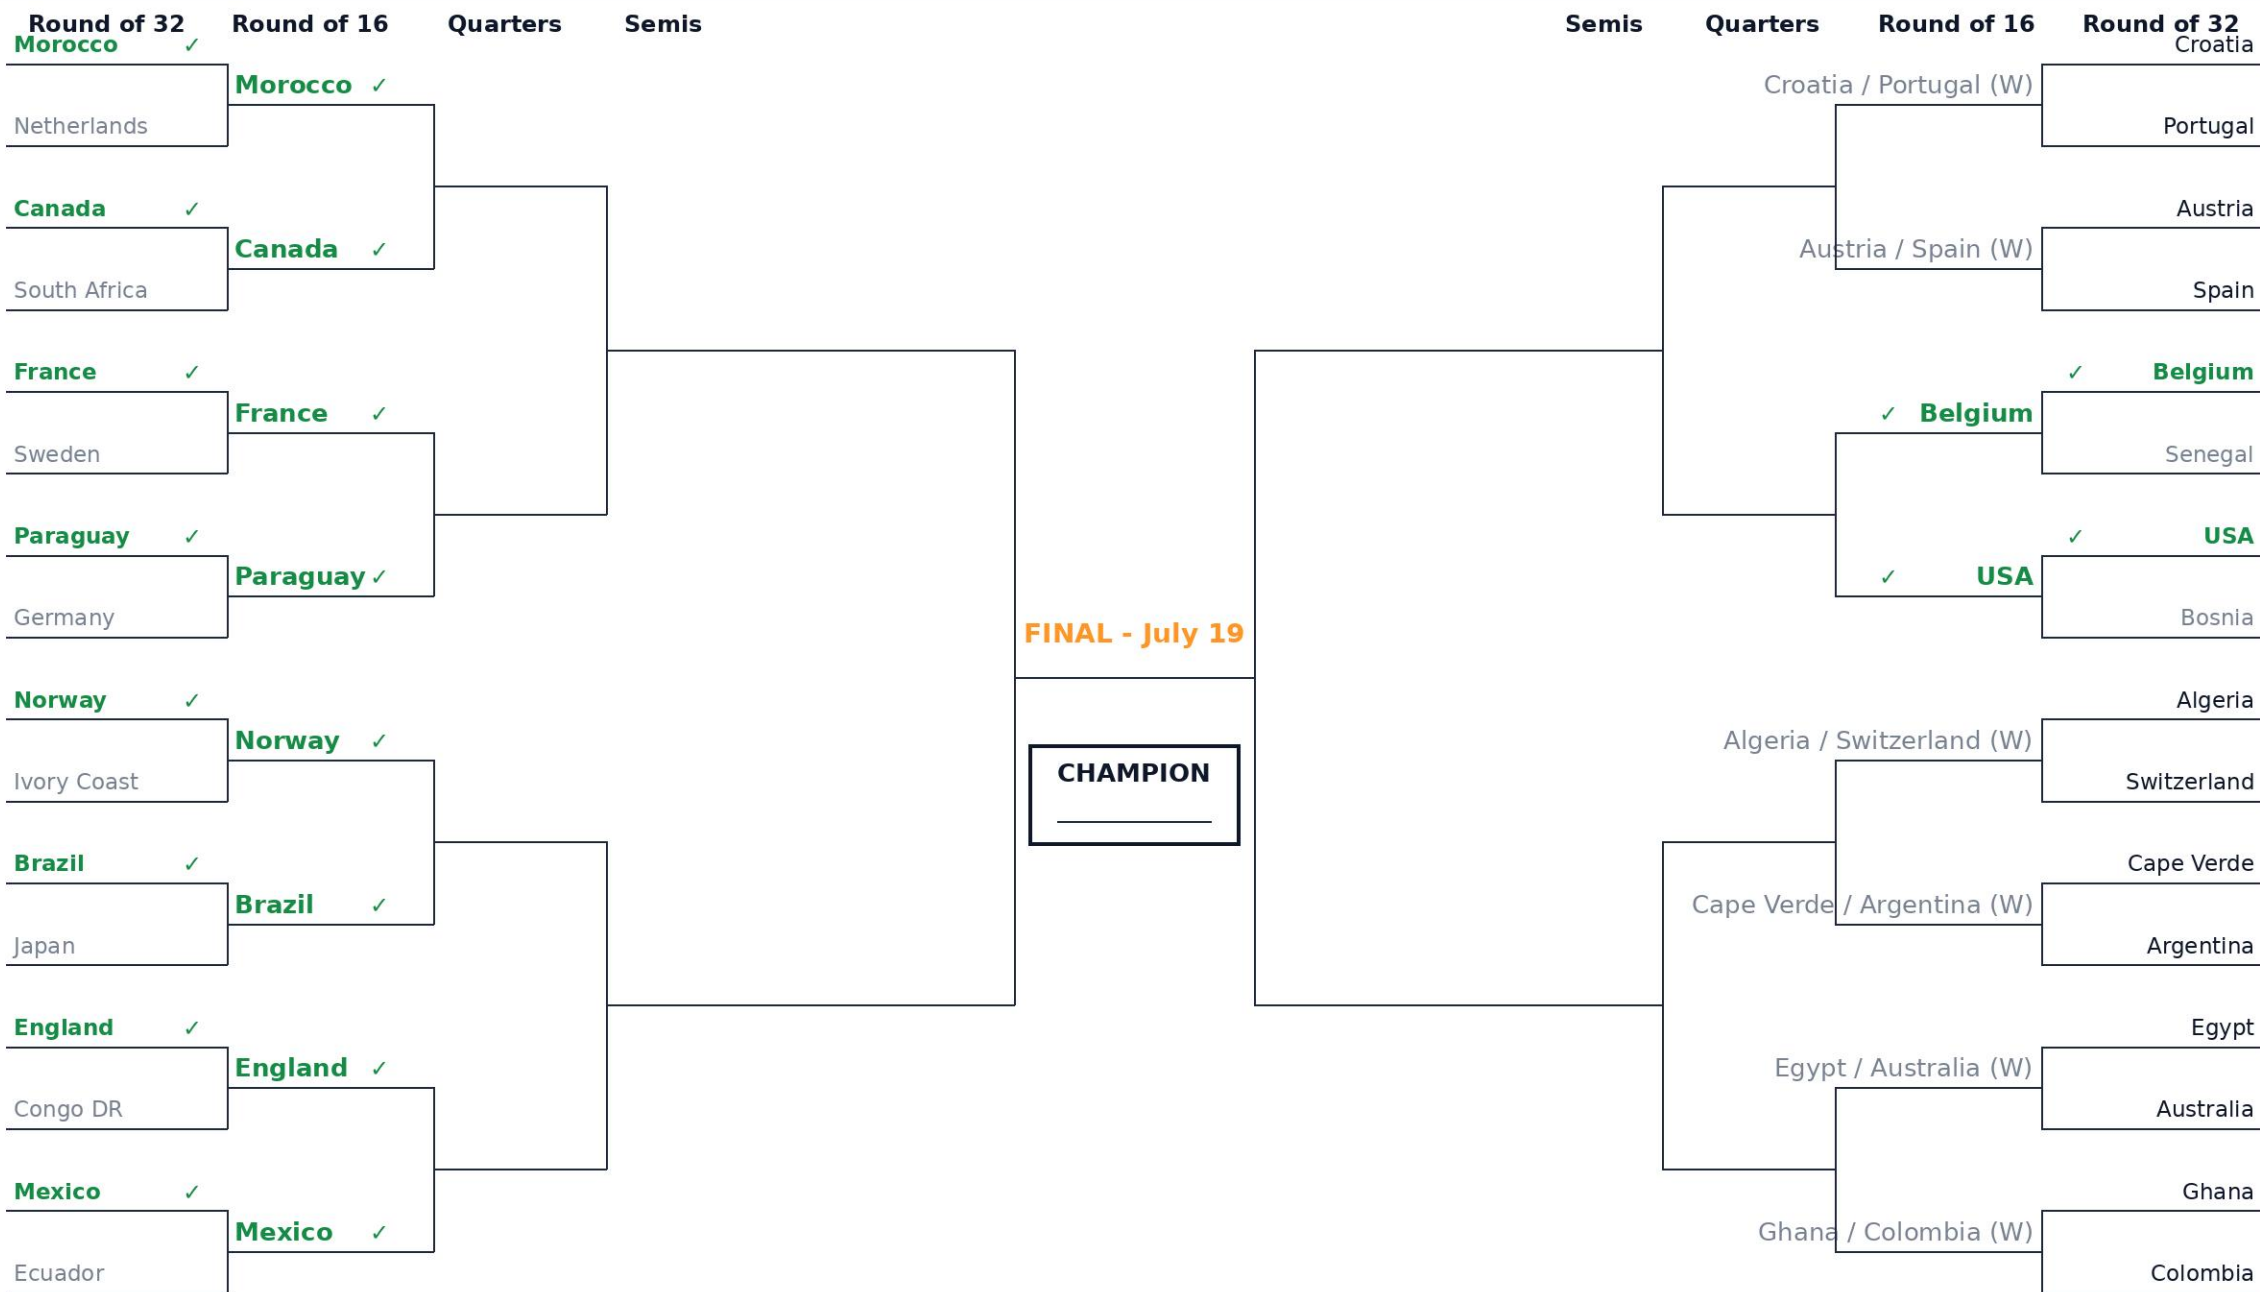 Round of 32 Round of 16 Quarters Semis Semis Quarters Round of 16 Round of 32
Morocco ✓
Netherlands
Canada ✓
South Africa
France ✓
Sweden
Paraguay ✓
Germany
Norway ✓
Ivory Coast
Brazil ✓
Japan
England ✓
Congo DR
Mexico ✓
Ecuador
Morocco ✓
Canada ✓
France ✓
Paraguay ✓
Norway ✓
Brazil ✓
England ✓
Mexico ✓
FINAL - July 19
CHAMPION
Croatia / Portugal (W)
Austria / Spain (W)
✓ Belgium
✓ USA
Algeria / Switzerland (W)
Cape Verde / Argentina (W)
Egypt / Australia (W)
Ghana / Colombia (W)
Croatia
Portugal
Austria
Spain
✓ Belgium
Senegal
✓ USA
Bosnia
Algeria
Switzerland
Cape Verde
Argentina
Egypt
Australia
Ghana
Colombia